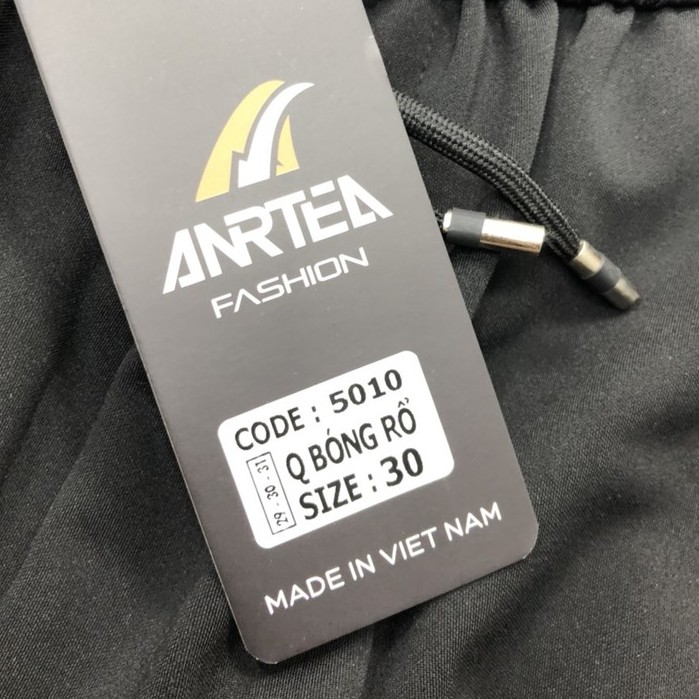 ANRTEA
FASHION
CODE : 5010
Q BÓNG RỔ
29 - 30 - 31
SIZE : 30
MADE IN VIET NAM